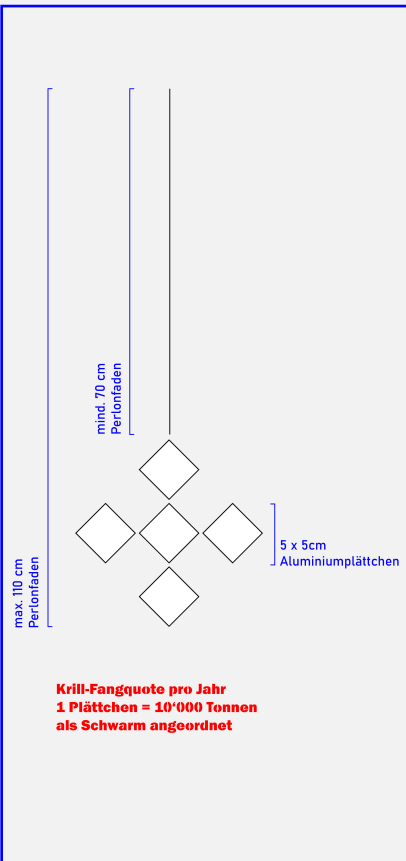 mind. 70 cm
Perlonfaden
max. 110 cm
Perlonfaden
5 x 5cm
Aluminiumplättchen
Krill-Fangquote pro Jahr
1 Plättchen = 10‘000 Tonnen
als Schwarm angeordnet